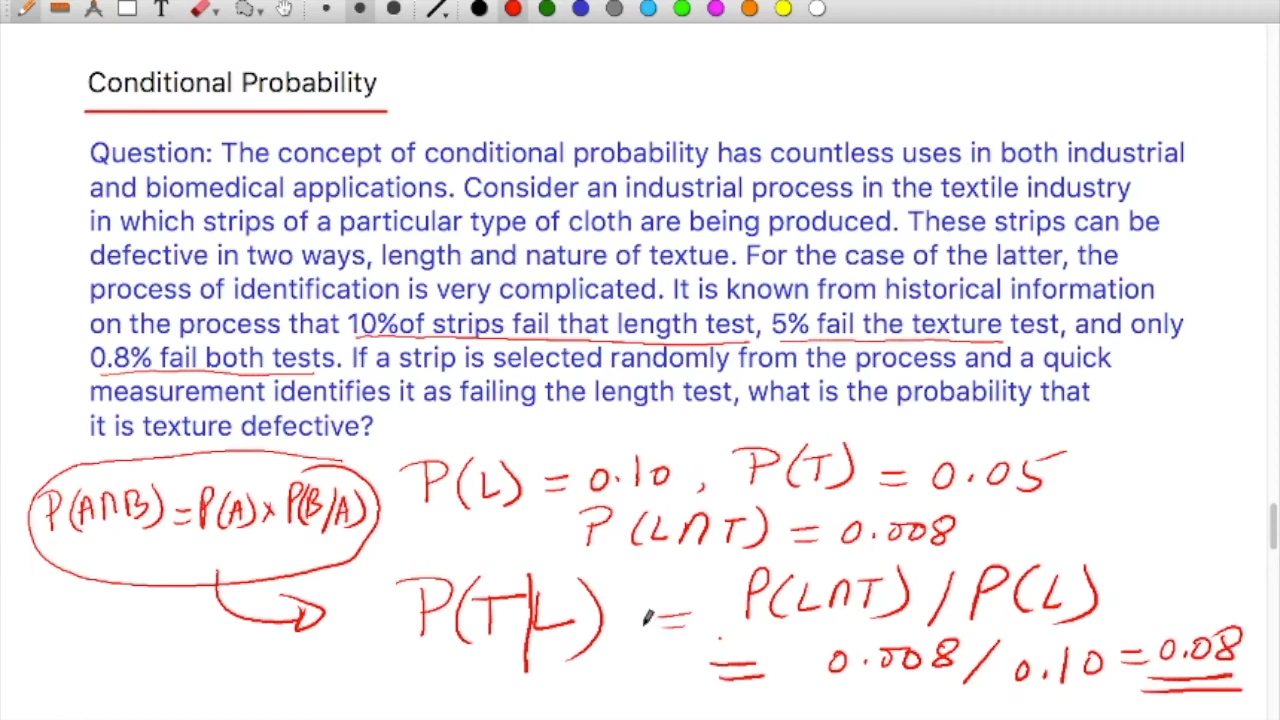 Conditional Probability
Question: The concept of conditional probability has countless uses in both industrial
and biomedical applications. Consider an industrial process in the textile industry
in which strips of a particular type of cloth are being produced. These strips can be
defective in two ways, length and nature of textue. For the case of the latter, the
process of identification is very complicated. It is known from historical information
on the process that 10%of strips fail that length test, 5% fail the texture test, and only
0.8% fail both tests. If a strip is selected randomly from the process and a quick
measurement identifies it as failing the length test, what is the probability that
it is texture defective?
P(L) = 0.10, P(T) = 0.05
P(A∩B) = P(A) x P(B/A)
P(L∩T) = 0.008
P(T|L) = P(L∩T) / P(L)
= 0.008 / 0.10 = 0.08